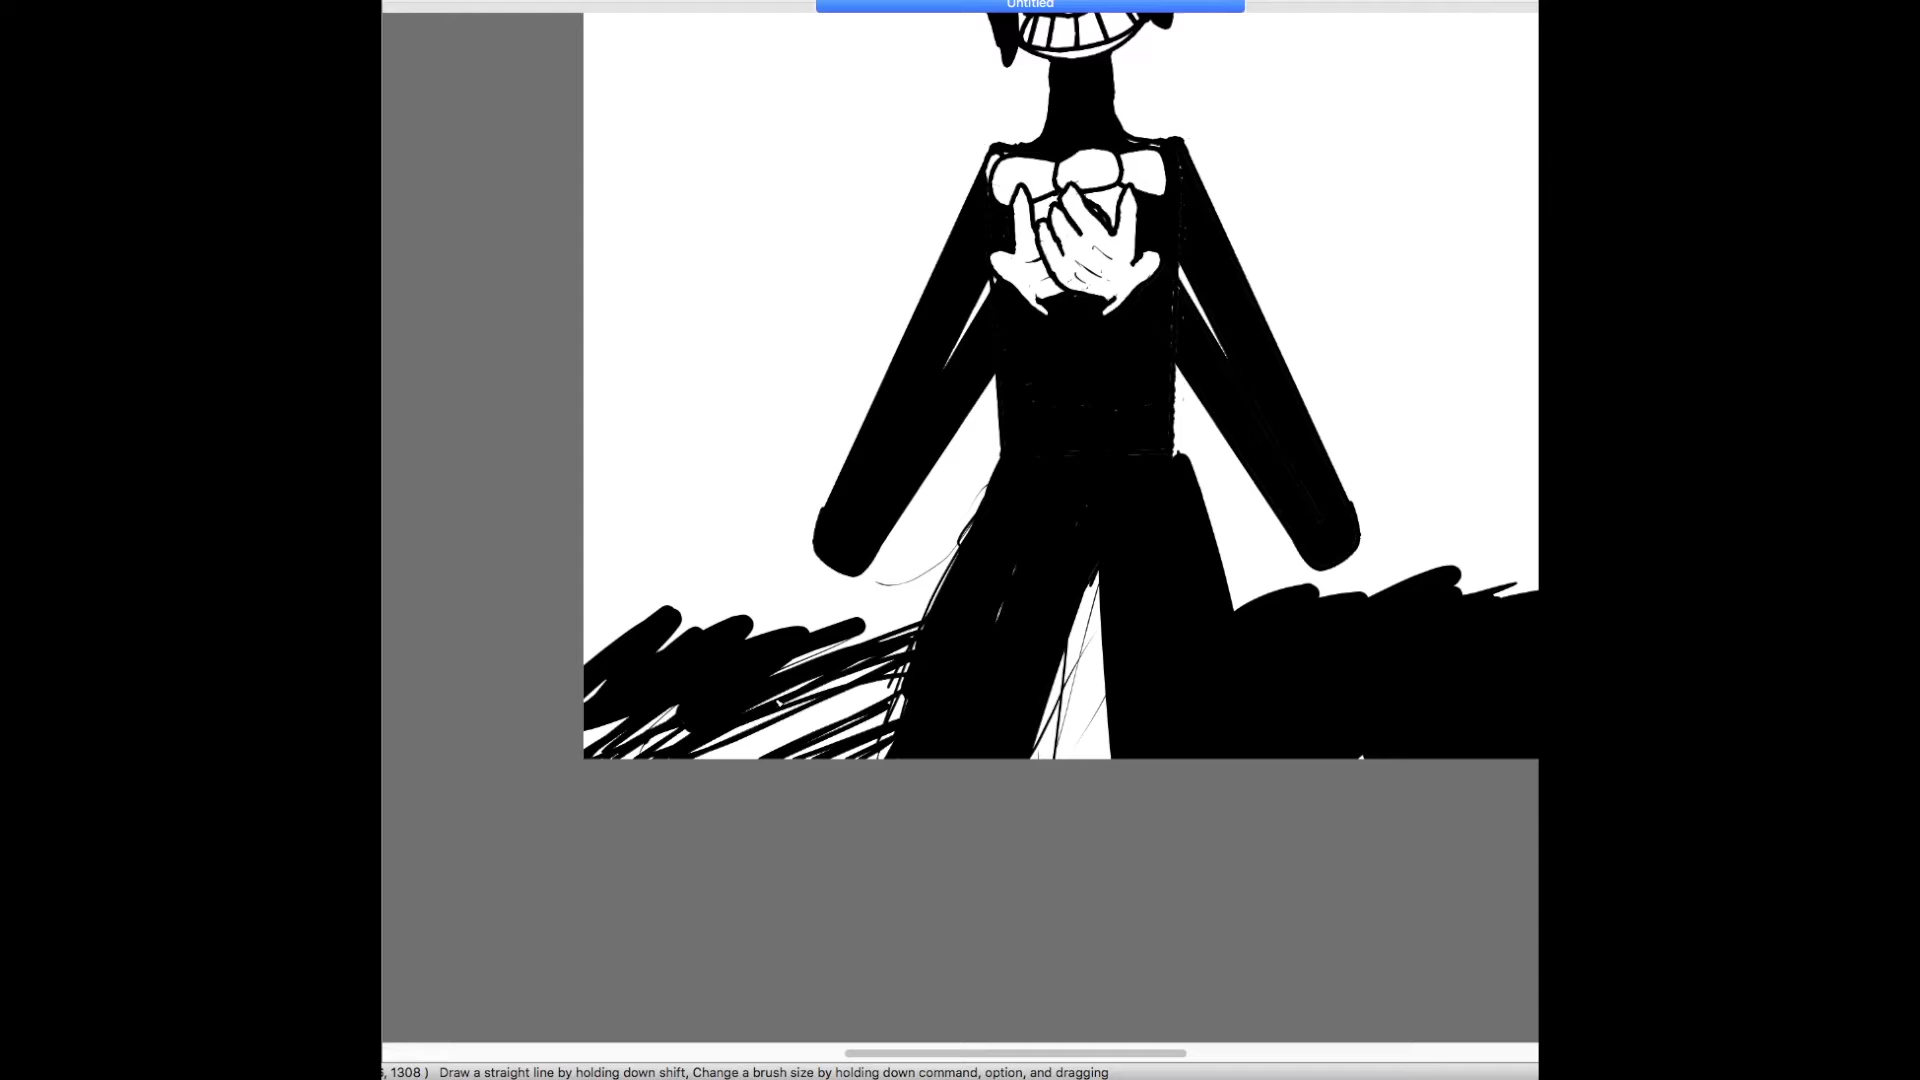 Untitled
, 1308 ) Draw a straight line by holding down shift, Change a brush size by holding down command, option, and dragging